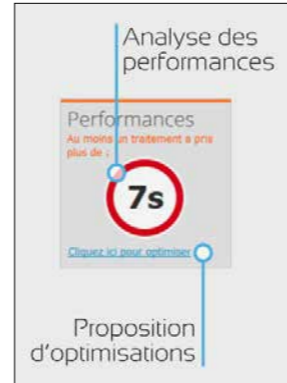 Analyse des
performances
Performances
Au moins un traitement a pris
plus de :
7s
Cliquez ici pour optimiser
Proposition
d'optimisations